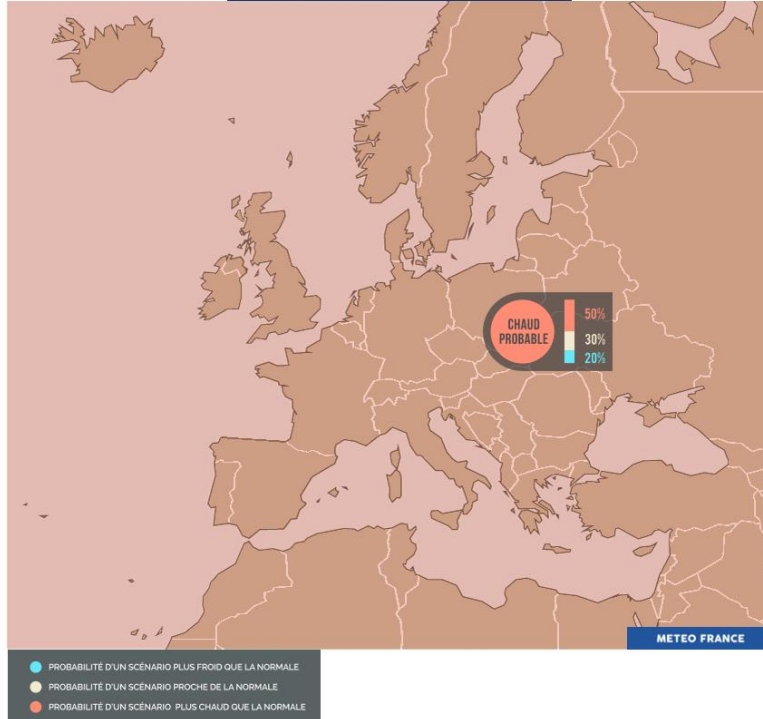 CHAUD
PROBABLE
50%
30%
20%
METEO FRANCE
PROBABILITÉ D'UN SCÉNARIO PLUS FROID QUE LA NORMALE
PROBABILITÉ D'UN SCÉNARIO PROCHE DE LA NORMALE
PROBABILITÉ D'UN SCÉNARIO PLUS CHAUD QUE LA NORMALE